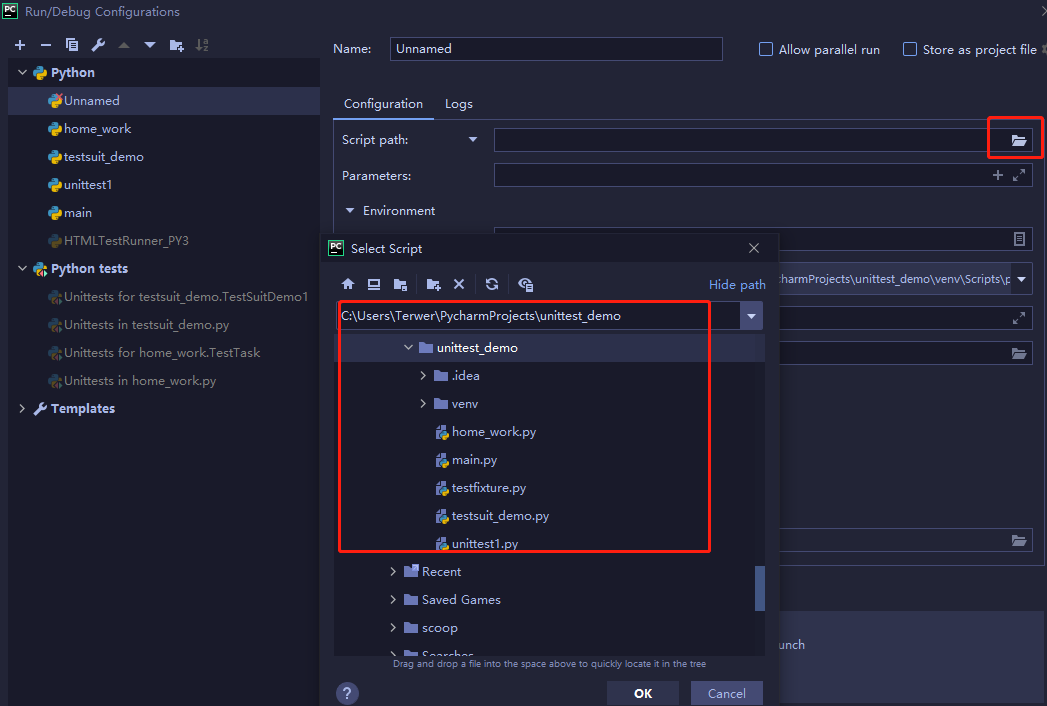 PC Run/Debug Configurations
Name: Unnamed Allow parallel run Store as project file
Python
Unnamed
home_work
testsuit_demo
unittest1
main
HTMLTestRunner_PY3
Python tests
Unittests for testsuit_demo.TestSuitDemo1
Unittests in testsuit_demo.py
Unittests for home_work.TestTask
Unittests in home_work.py
Templates
Configuration Logs
Script path:
Parameters:
Environment
PC Select Script
Hide path
C:\Users\Terwer\PycharmProjects\unittest_demo
unittest_demo
.idea
venv
home_work.py
main.py
testfixture.py
testsuit_demo.py
unittest1.py
Recent
Saved Games
scoop
Searches
Drag and drop a file into the space above to quickly locate it in the tree
? OK Cancel
charmProjects\unittest_demo\venv\Scripts\p
unch